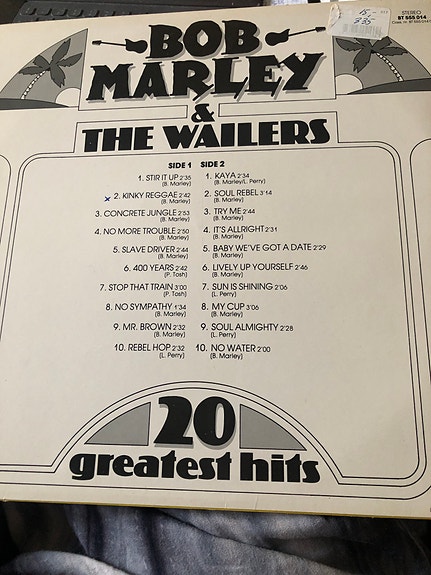 STEREO
BT 555 014
BOB
MARLEY
&
THE WAILERS
SIDE 1
1. STIR IT UP 2'35
(B. Marley)
2. KINKY REGGAE 2'42
(B. Marley)
3. CONCRETE JUNGLE 2'53
(B. Marley)
4. NO MORE TROUBLE 2'50
(B. Marley)
5. SLAVE DRIVER 2'44
(B. Marley)
6. 400 YEARS 2'42
(P. Tosh)
7. STOP THAT TRAIN 3'00
(P. Tosh)
8. NO SYMPATHY 1'34
(B. Marley)
9. MR. BROWN 2'32
(B. Marley)
10. REBEL HOP 2'32
(L. Perry)
SIDE 2
1. KAYA 2'34
(B. Marley/L. Perry)
2. SOUL REBEL 3'14
(B. Marley)
3. TRY ME 2'44
(B. Marley)
4. IT'S ALLRIGHT 2'31
(B. Marley)
5. BABY WE'VE GOT A DATE 2'29
(B. Marley)
6. LIVELY UP YOURSELF 2'46
(B. Marley)
7. SUN IS SHINING 2'06
(L. Perry)
8. MY CUP 3'06
(B. Marley)
9. SOUL ALMIGHTY 2'28
(L. Perry)
10. NO WATER 2'00
(B. Marley)
20
greatest hits